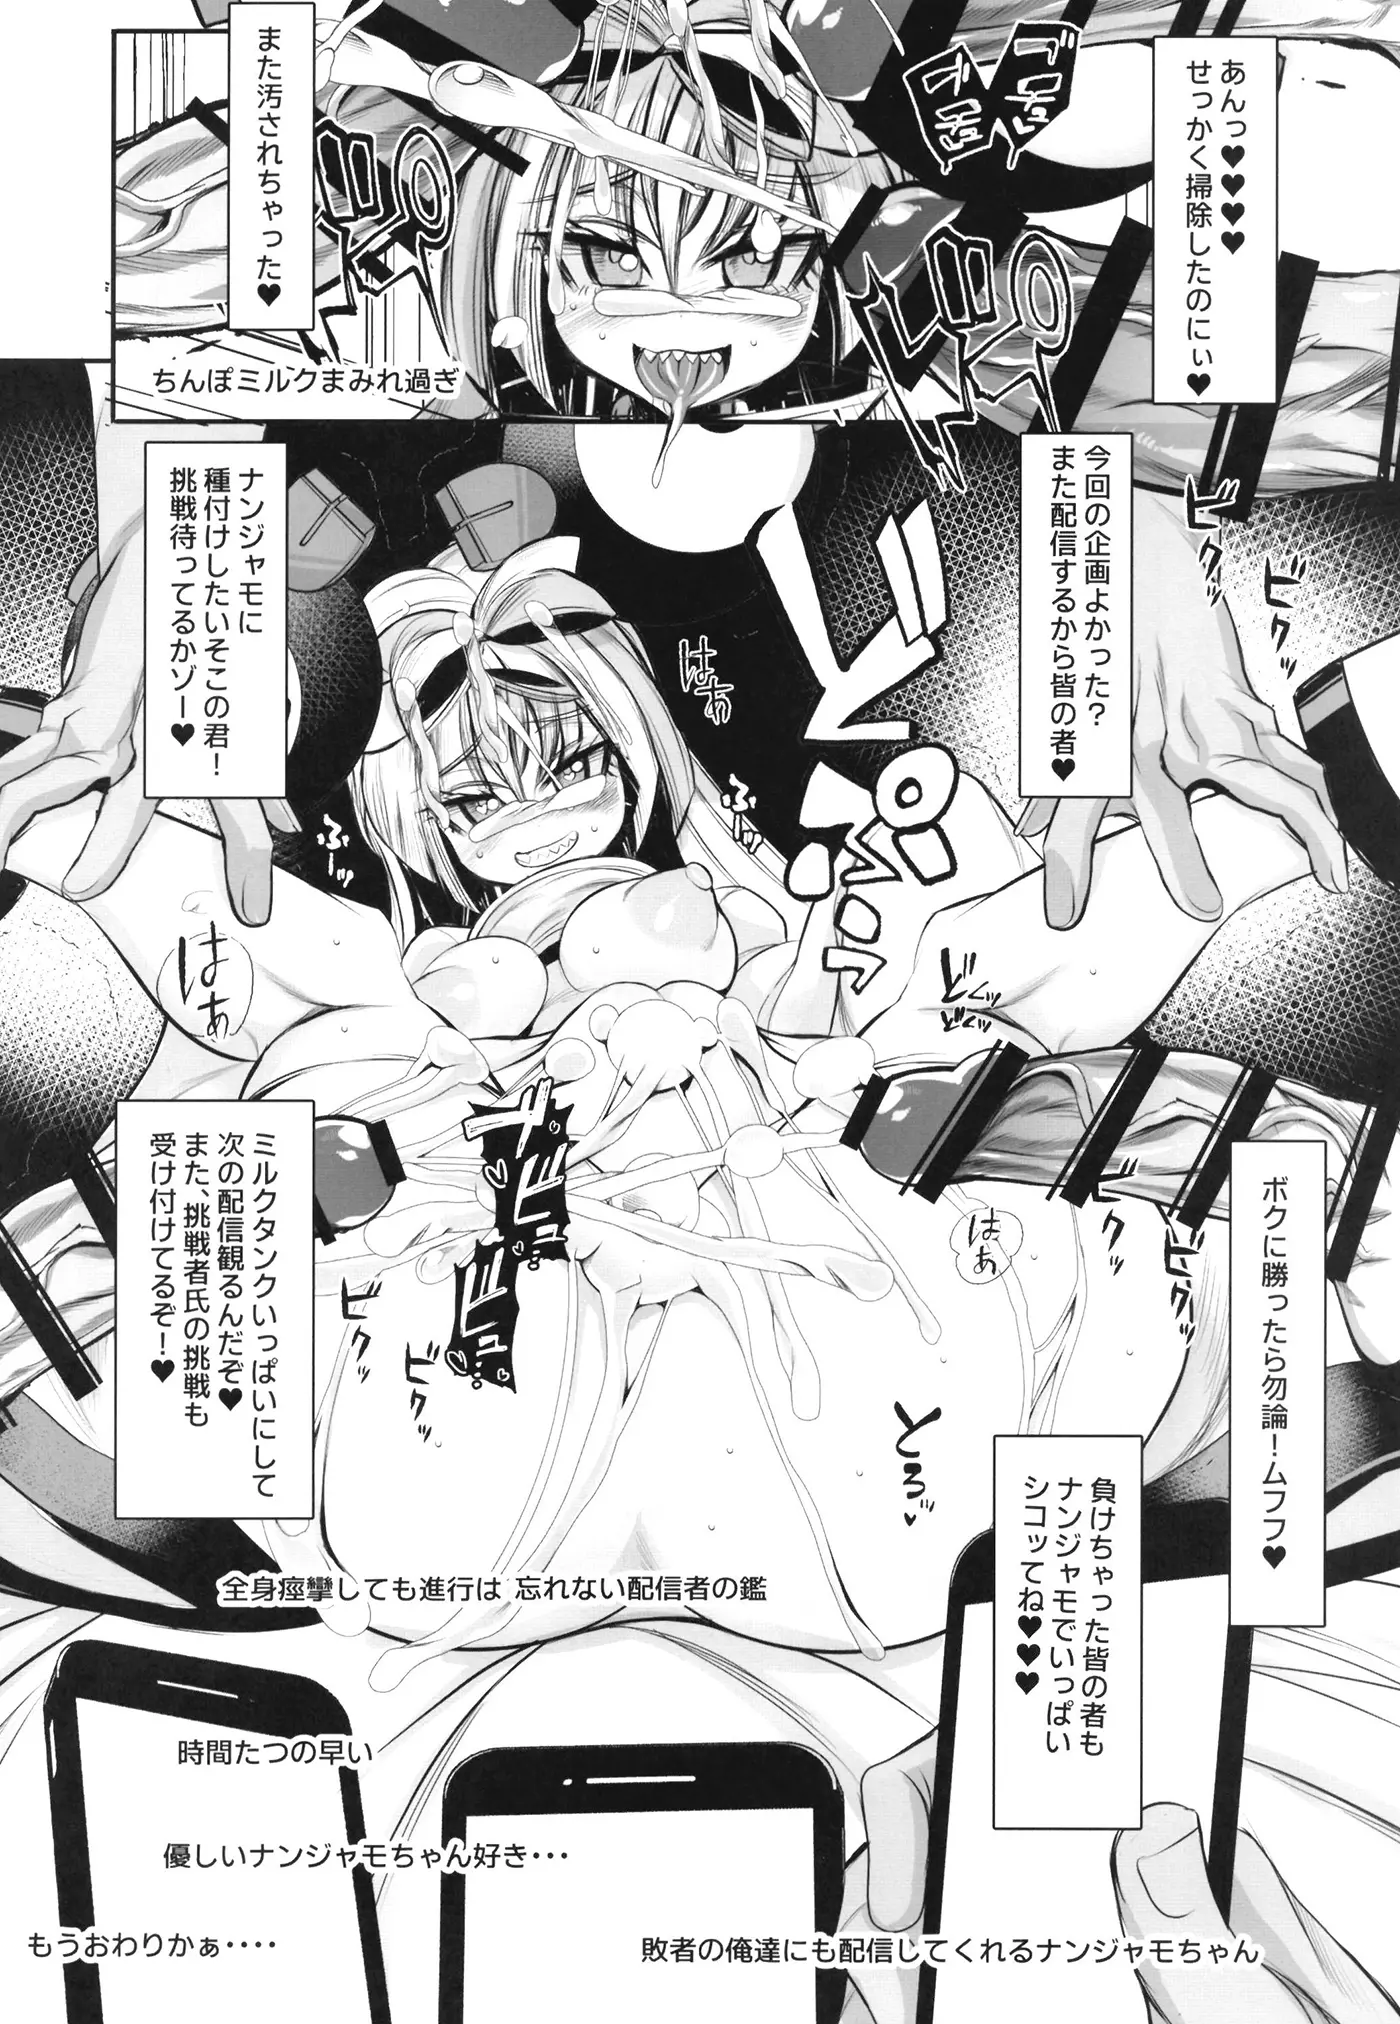 あんっ♥♥♥♥
せっかく掃除したのにぃ♥
また汚されちゃった♥
ちんぽミルクまみれ過ぎ
今回の企画よかった?
また配信するから皆の者♥
ナンジャモに
種付けしたいそこの君!
挑戦待ってるかゾー♥
はぁ
ふーッ
ふーッ
はぁ
ビクッ
ビクッ
はぁ
ビクッ
ビクッ
とろぉ
ボクに勝ったら勿論!ムフフ♥
負けちゃった皆の者も
ナンジャモでいっぱい
シコッてね♥♥♥
ミルクタンクいっぱいにして
次の配信観るんだぞ♥
また、挑戦者氏の挑戦も
受け付けてるぞ!♥
全身痙攣しても進行は 忘れない配信者の鑑
時間たつの早い
優しいナンジャモちゃん好き・・・
もうおわりかぁ・・・・
敗者の俺達にも配信してくれるナンジャモちゃん